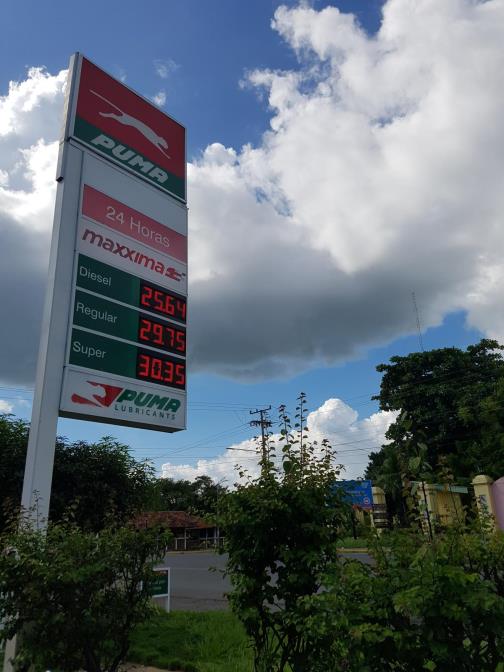 PUMA
24 Horas
maxxima
Diesel 25.64
Regular 29.75
Super 30.35
PUMA
LUBRICANTS